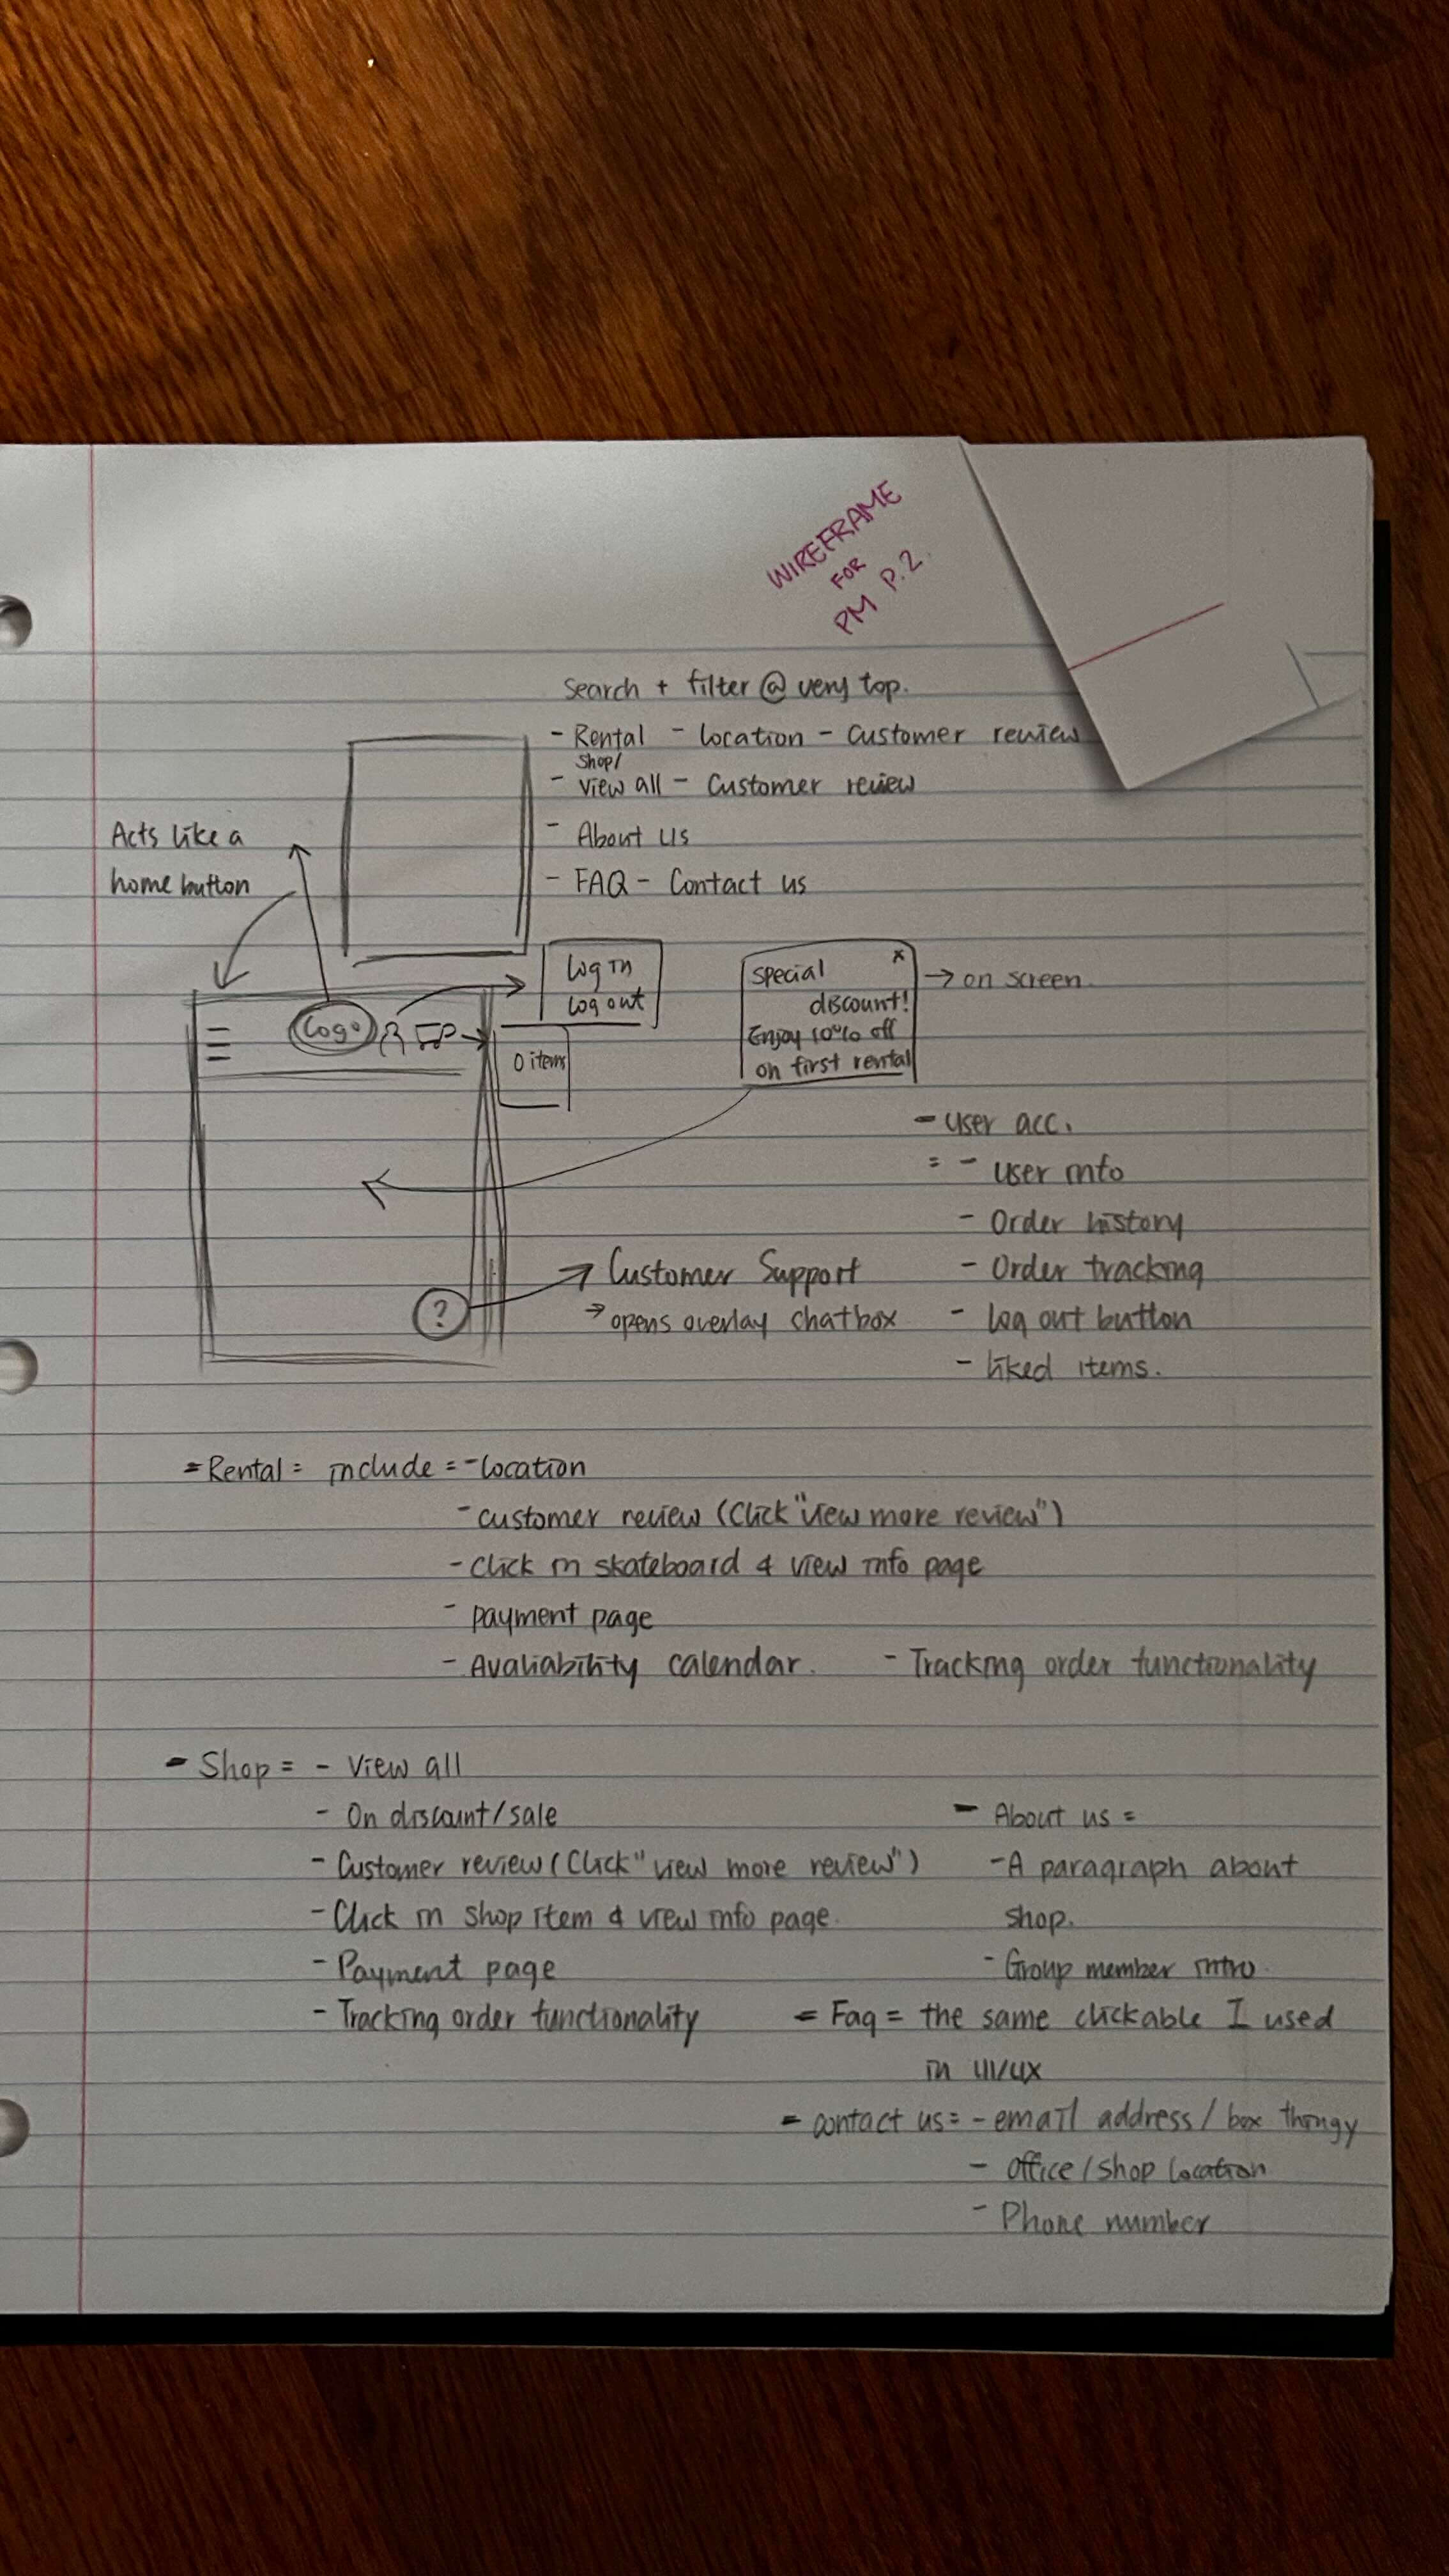 WIREFRAME
FOR
PM P.2
Search + filter @ very top.
- Rental - location - Customer review
Shop/
- View all - Customer review
- About us
- FAQ - Contact us
Acts like a
home button
Logo
Log in
Log out
0 items
special x
discount!
Enjoy 10% off
on first rental
→ on screen.
- user acc.
= - user info
- Order history
- Order tracking
- log out button
- liked items.
?
Customer Support
→ opens overlay chatbox
= Rental = include = - location
- customer review (Click "view more review")
- Click in skateboard & view info page
- payment page
- Avaliability calendar. - Tracking order functionality
- Shop = - View all
- On discount/sale
- Customer review (Click "view more review")
- Click in shop item & view info page.
- Payment page
- Tracking order functionality
- About us =
- A paragraph about
shop.
- Group member intro.
= Faq = the same clickable I used
in UI/UX
= contact us = - email address / box thingy
- office / shop location
- Phone number